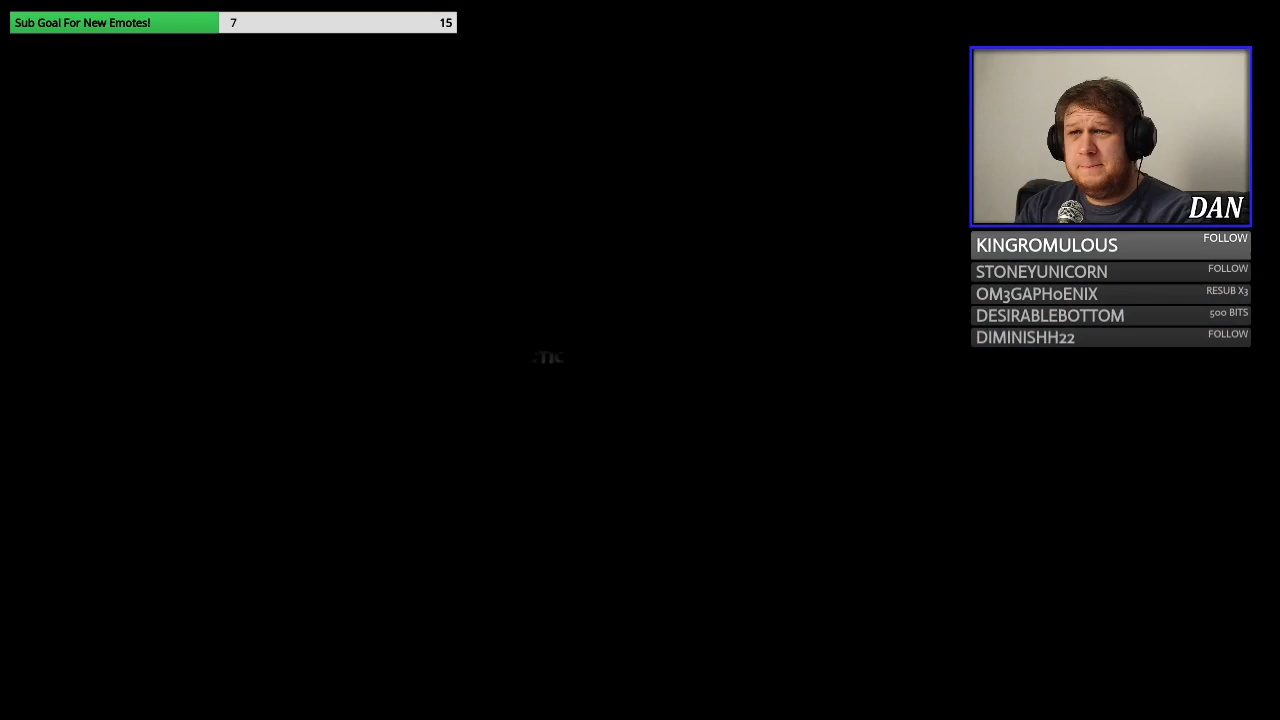 Sub Goal For New Emotes! 7 15
DAN
KINGROMULOUS FOLLOW
STONEYUNICORN FOLLOW
OM3GAPH0ENIX RESUB X3
DESIRABLEBOTTOM 500 BITS
DIMINISHH22 FOLLOW